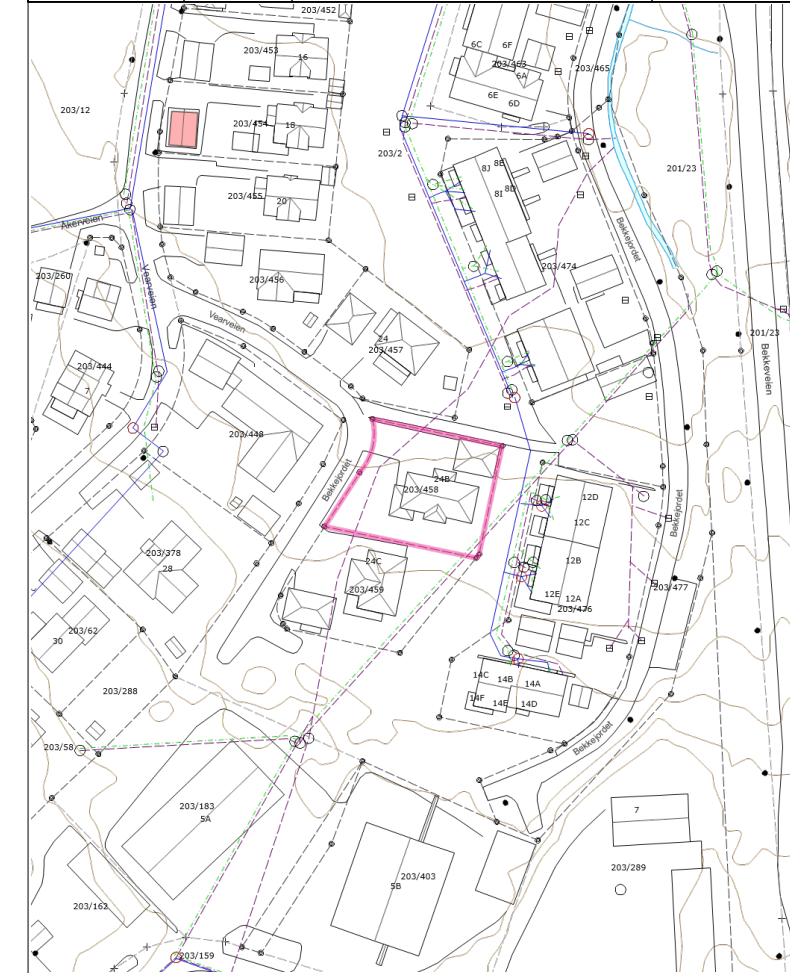 203/452
6C
6F
203/453
16
203/463
6A
203/465
6E
6D
203/12
203/454
18
203/2
8J
8E
201/23
8I
8D
203/455
20
Åkerveien
Bekkejordet
203/260
Vearveien
203/456
203/474
Vearveien
24
203/457
201/23
Bekkeveien
203/444
7
203/448
Bekkejordet
24B
203/458
12D
12C
Bekkejordet
203/378
28
24C
12B
203/459
12E
12A
203/476
203/477
203/62
30
14C
14B
14A
203/288
14F
14E
14D
203/58
Bekkejordet
203/183
5A
7
203/403
5B
203/289
203/162
203/159